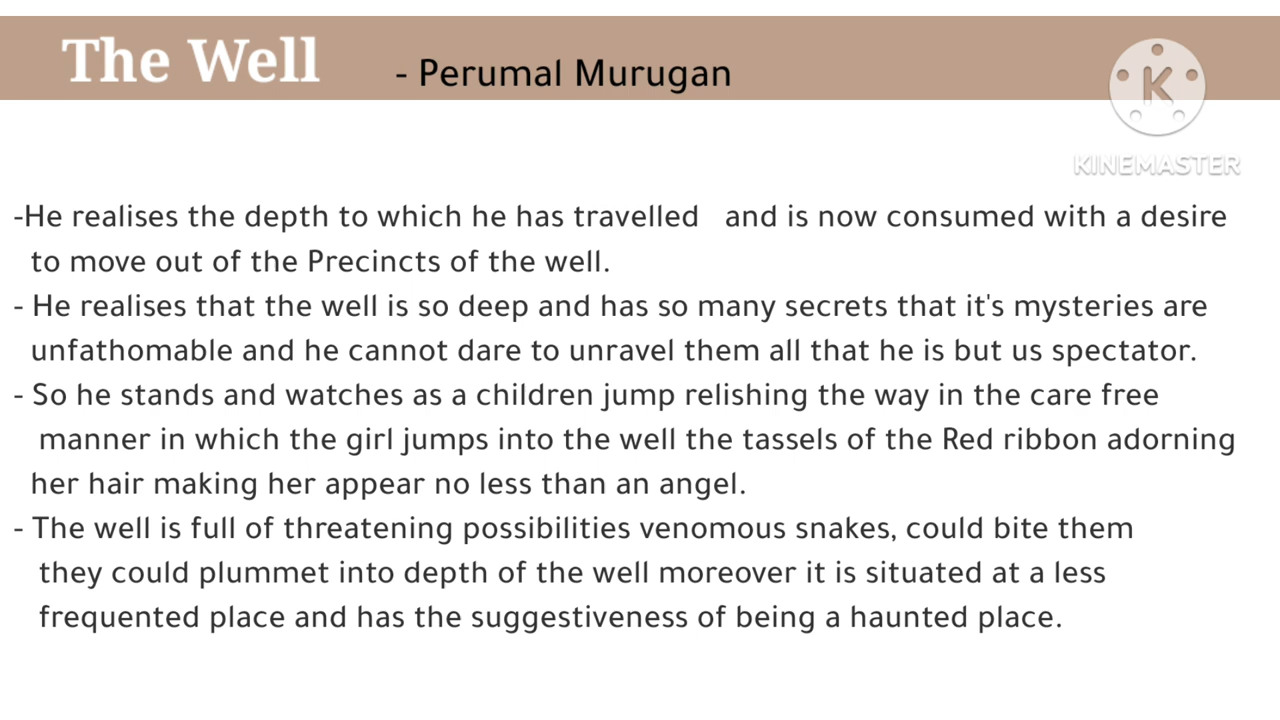 The Well - Perumal Murugan
K
KINEMASTER
-He realises the depth to which he has travelled and is now consumed with a desire
to move out of the Precincts of the well.
- He realises that the well is so deep and has so many secrets that it's mysteries are
unfathomable and he cannot dare to unravel them all that he is but us spectator.
- So he stands and watches as a children jump relishing the way in the care free
manner in which the girl jumps into the well the tassels of the Red ribbon adorning
her hair making her appear no less than an angel.
- The well is full of threatening possibilities venomous snakes, could bite them
they could plummet into depth of the well moreover it is situated at a less
frequented place and has the suggestiveness of being a haunted place.